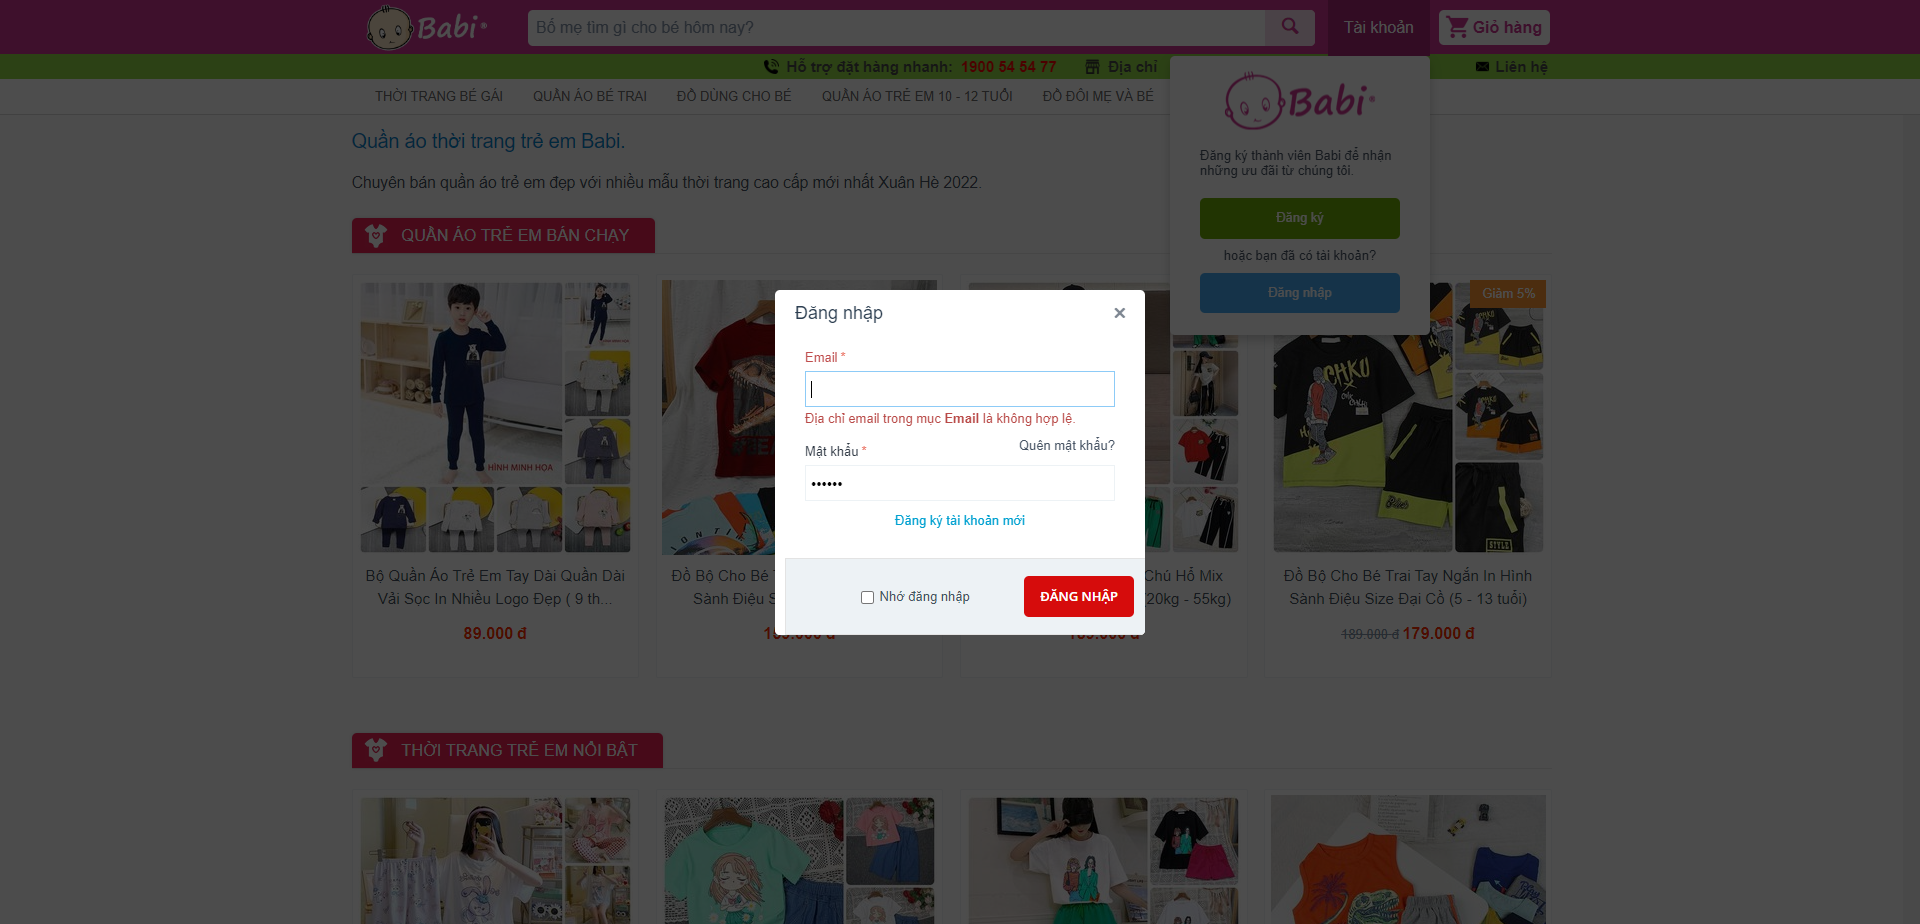 Babi
Bố mẹ tìm gì cho bé hôm nay?
Tài khoản
Giỏ hàng
Hỗ trợ đặt hàng nhanh: 1900 54 54 77
Địa chỉ
Liên hệ
THỜI TRANG BÉ GÁI
QUẦN ÁO BÉ TRAI
ĐỒ DÙNG CHO BÉ
QUẦN ÁO TRẺ EM 10 - 12 TUỔI
ĐỒ ĐÔI MẸ VÀ BÉ
Babi
Đăng ký thành viên Babi để nhận
những ưu đãi từ chúng tôi.
Đăng ký
hoặc bạn đã có tài khoản?
Đăng nhập
Quần áo thời trang trẻ em Babi.
Chuyên bán quần áo trẻ em đẹp với nhiều mẫu thời trang cao cấp mới nhất Xuân Hè 2022.
QUẦN ÁO TRẺ EM BÁN CHẠY
HÌNH MINH HỌA
Giảm 5%
CHKU
STYLE
Đăng nhập
×
Email *
Địa chỉ email trong mục Email là không hợp lệ.
Mật khẩu *
Quên mật khẩu?
••••••
Đăng ký tài khoản mới
Nhớ đăng nhập
ĐĂNG NHẬP
Bộ Quần Áo Trẻ Em Tay Dài Quần Dài
Vải Sọc In Nhiều Logo Đẹp ( 9 th...
89.000 đ
Đồ Bộ Cho Bé
Sành Điệu
Chú Hổ Mix
(20kg - 55kg)
Đồ Bộ Cho Bé Trai Tay Ngắn In Hình
Sành Điệu Size Đại Cồ (5 - 13 tuổi)
189.000 đ 179.000 đ
THỜI TRANG TRẺ EM NỔI BẬT